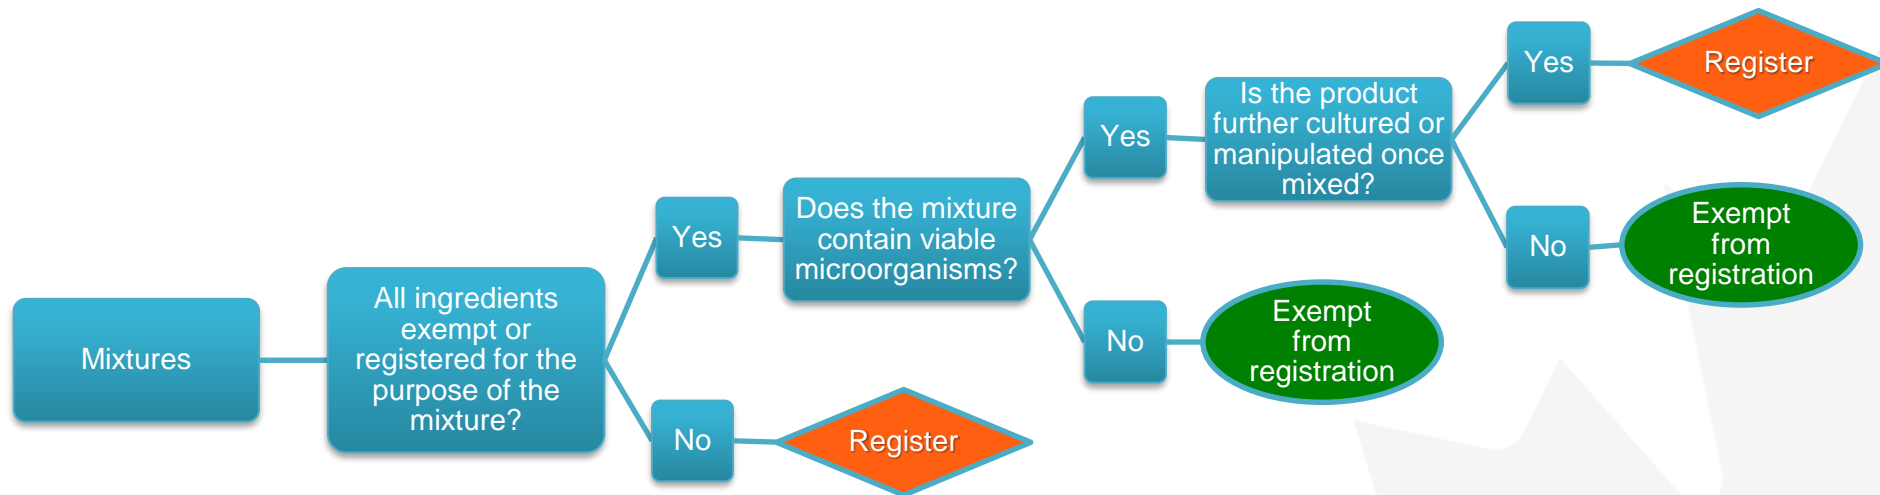 Mixtures
All ingredients
exempt or
registered for the
purpose of the
mixture?
Yes
Does the mixture
contain viable
microorganisms?
Yes
Is the product
further cultured or
manipulated once
mixed?
Yes
Register
No
Exempt
from
registration
No
Exempt
from
registration
No
Register